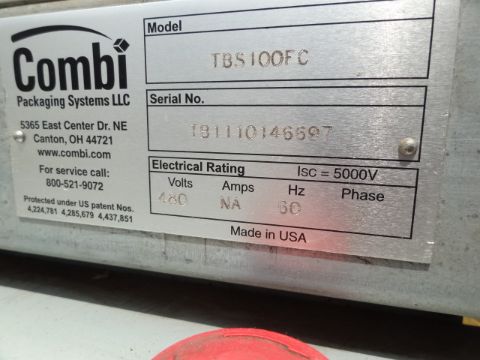 Combi
Packaging Systems LLC
5365 East Center Dr. NE
Canton, OH 44721
www.combi.com
For service call:
800-521-9072
Protected under US patent Nos.
4,224,781 4,285,679 4,437,851
Model
TBS100FC
Serial No.
TB1110146697
Electrical Rating Isc = 5000V
Volts Amps Hz Phase
480 NA 60
Made in USA